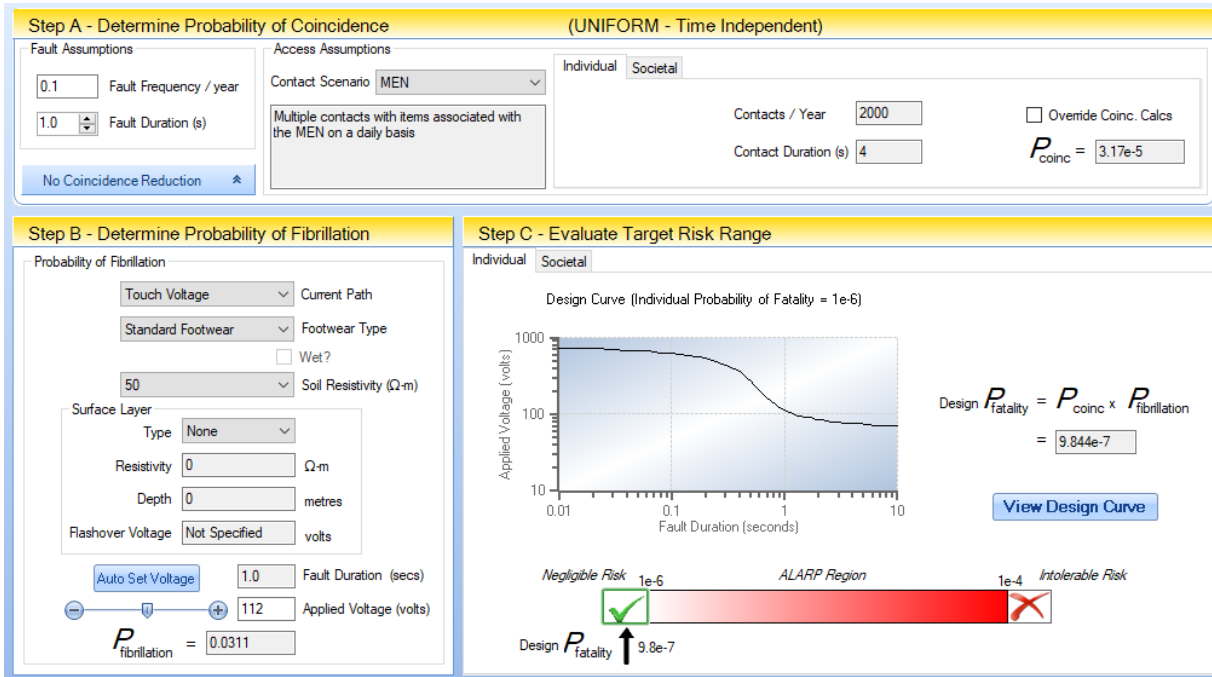 Step A - Determine Probability of Coincidence (UNIFORM - Time Independent)
Fault Assumptions
0.1 Fault Frequency / year
1.0 Fault Duration (s)
No Coincidence Reduction
Access Assumptions
Contact Scenario MEN
Multiple contacts with items associated with
the MEN on a daily basis
Individual Societal
Contacts / Year 2000
Contact Duration (s) 4
Override Coinc. Calcs
Pcoinc = 3.17e-5
Step B - Determine Probability of Fibrillation
Probability of Fibrillation
Touch Voltage Current Path
Standard Footwear Footwear Type
Wet?
50 Soil Resistivity (Ω-m)
Surface Layer
Type None
Resistivity 0 Ω-m
Depth 0 metres
Flashover Voltage Not Specified volts
Auto Set Voltage 1.0 Fault Duration (secs)
112 Applied Voltage (volts)
Pfibrillation = 0.0311
Step C - Evaluate Target Risk Range
Individual Societal
Design Curve (Individual Probability of Fatality = 1e-6)
Applied Voltage (volts)
1000
100
10
0.01 0.1 1 10
Fault Duration (seconds)
Design Pfatality = Pcoinc x Pfibrillation
= 9.844e-7
View Design Curve
Negligible Risk 1e-6 ALARP Region 1e-4 Intolerable Risk
Design Pfatality 9.8e-7